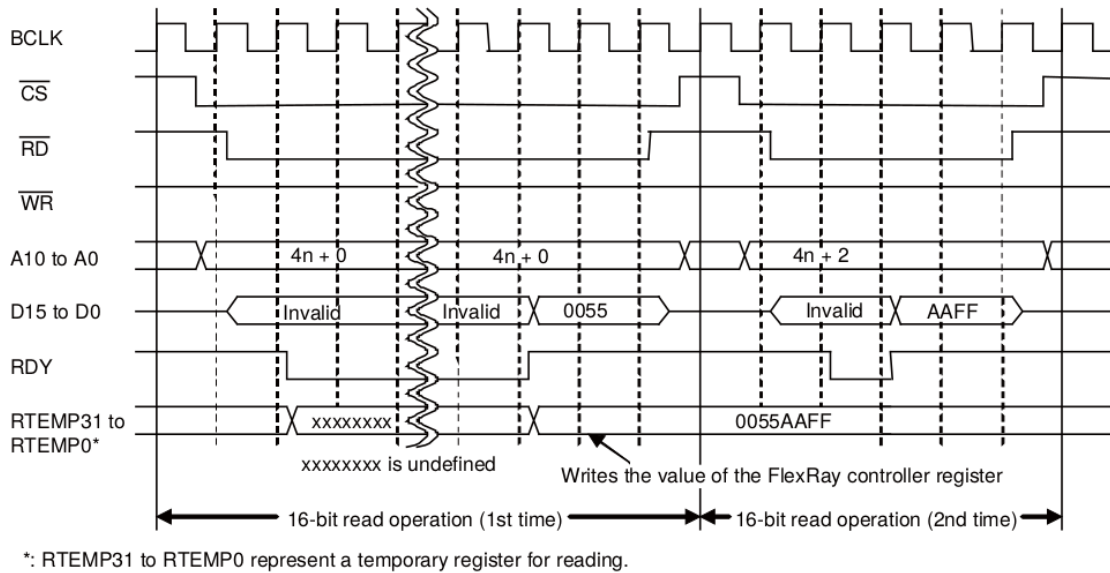 BCLK
CS
RD
WR
A10 to A0 4n + 0 4n + 0 4n + 2
D15 to D0 Invalid Invalid 0055 Invalid AAFF
RDY
RTEMP31 to xxxxxxxx 0055AAFF
RTEMP0*
xxxxxxxx is undefined
Writes the value of the FlexRay controller register
16-bit read operation (1st time) 16-bit read operation (2nd time)
*: RTEMP31 to RTEMP0 represent a temporary register for reading.